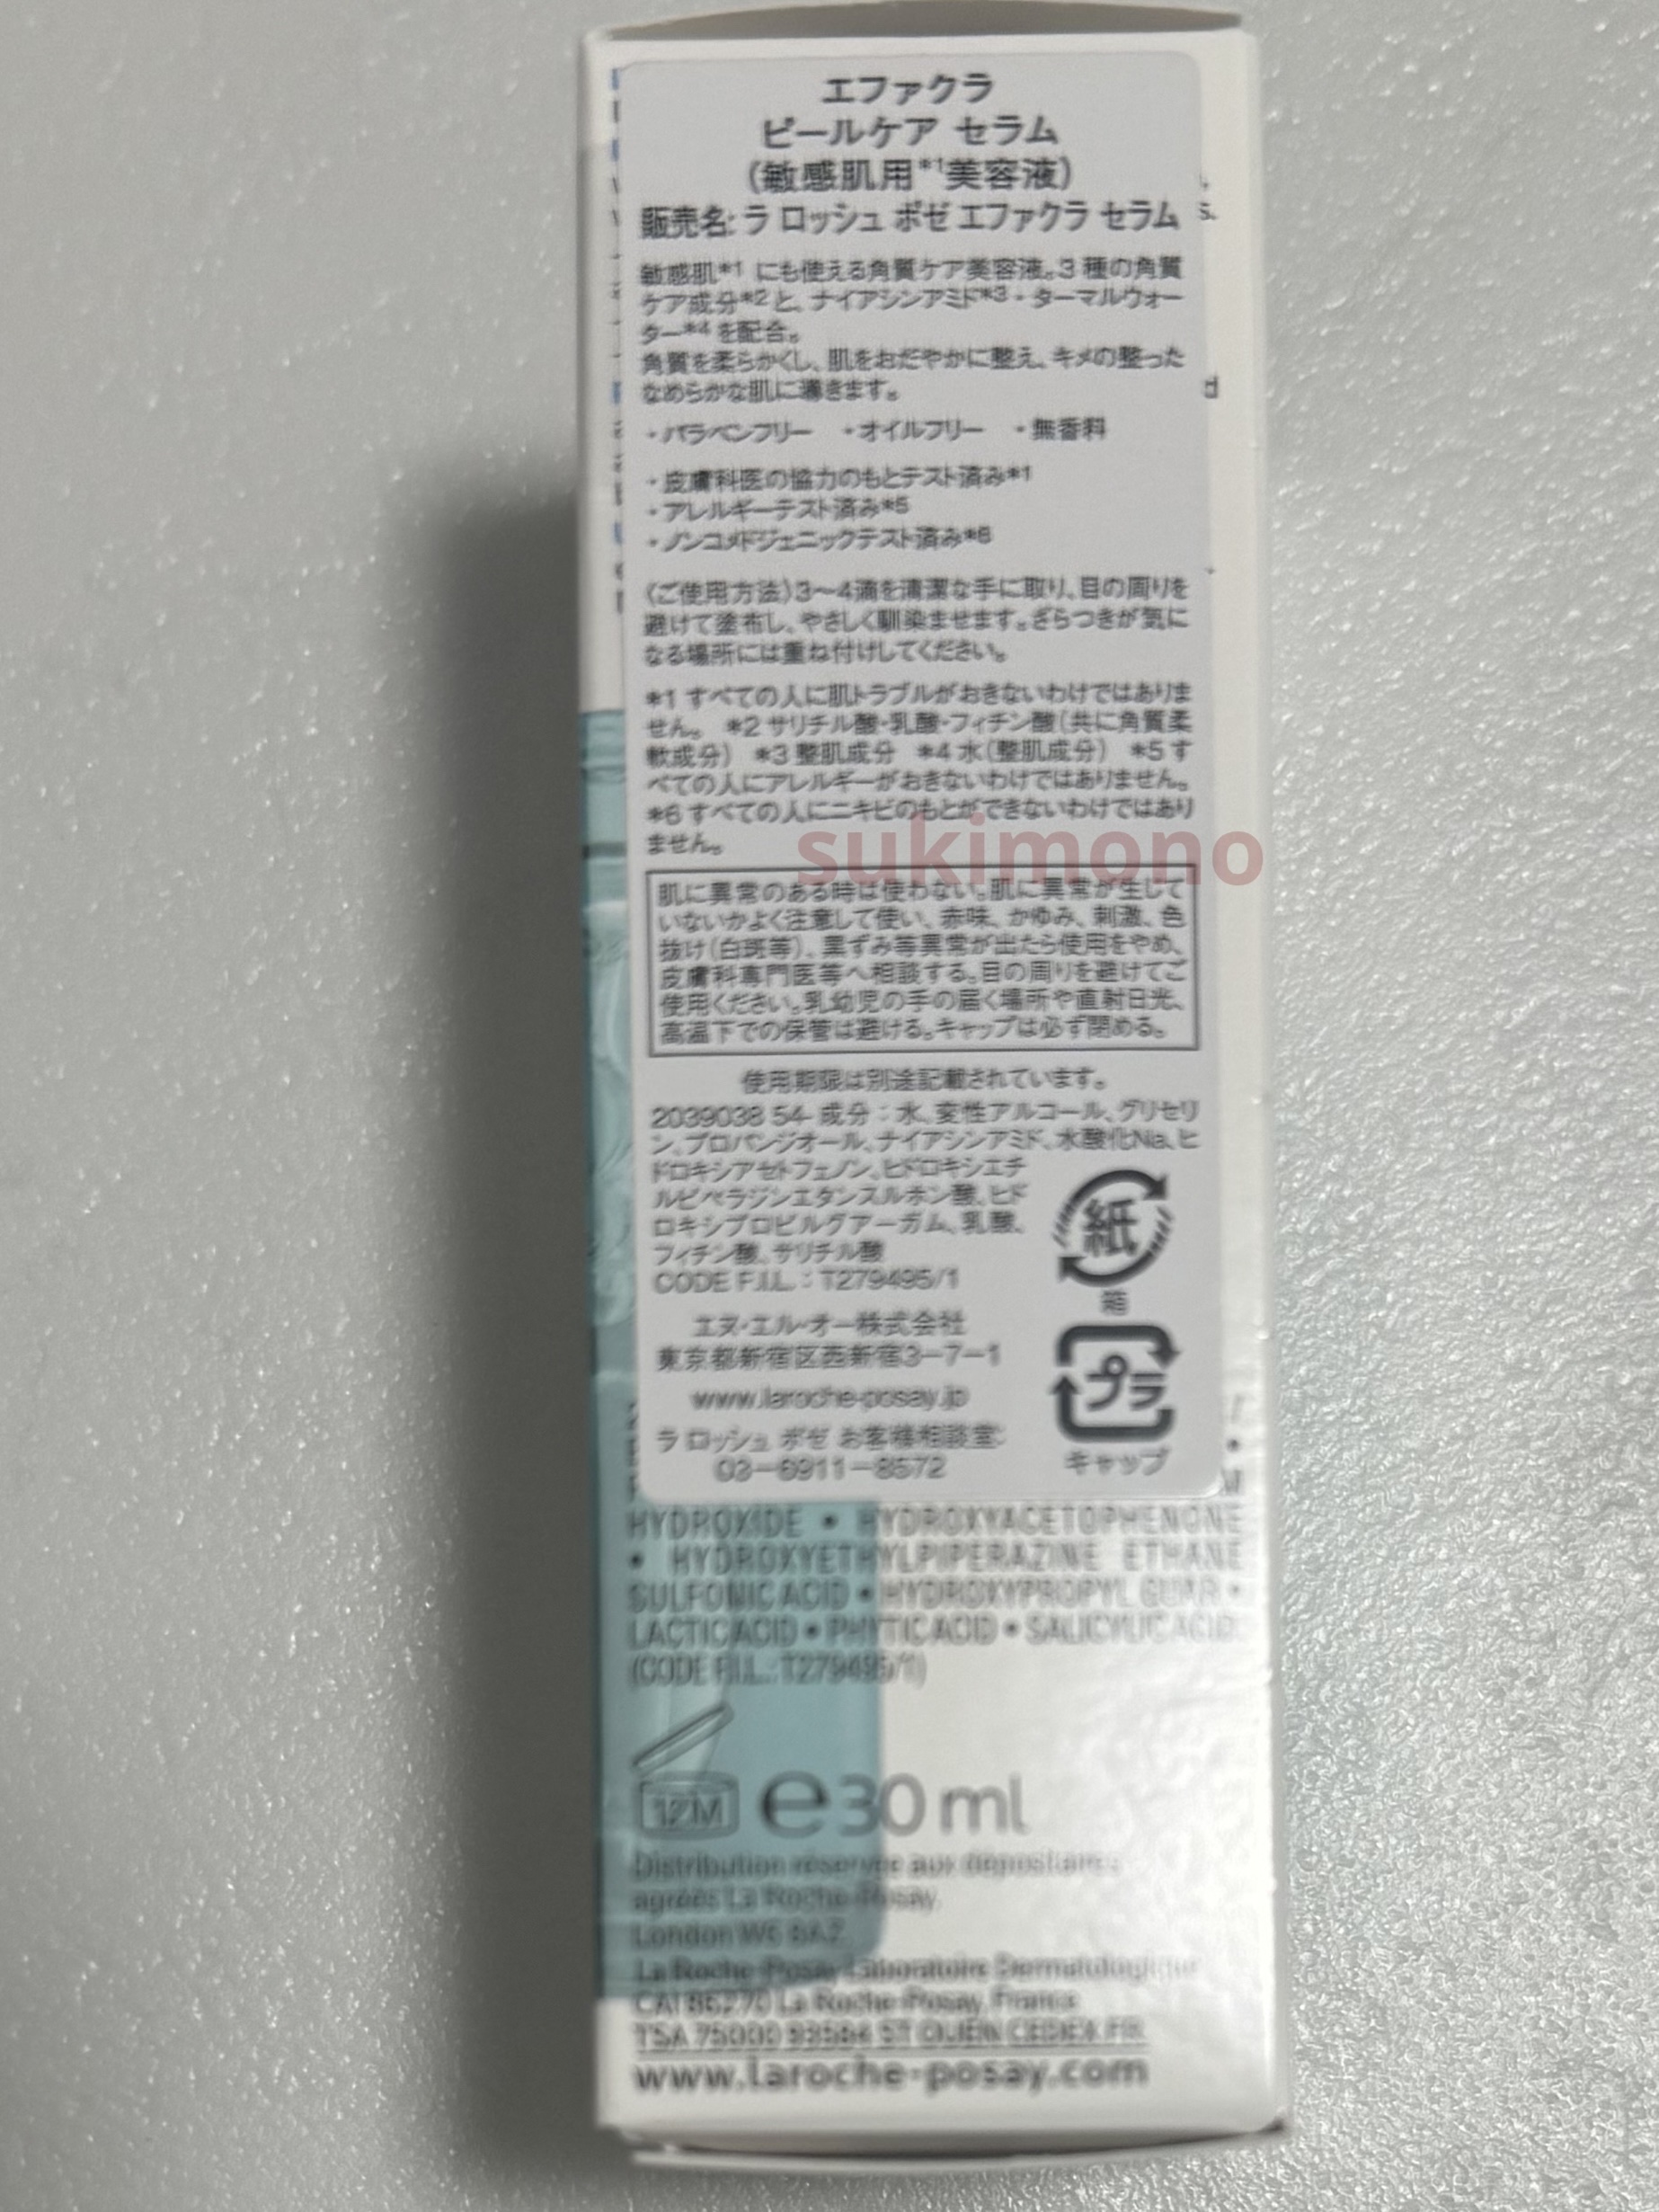 エファクラ
ピールケア セラム
(敏感肌用*1美容液)
販売名: ラ ロッシュ ポゼ エファクラ セラム
敏感肌*1 にも使える角質ケア美容液。3 種の角質
ケア成分*2と、ナイアシンアミド*3・ターマルウォー
ター*4 を配合。
角質を柔らかくし、肌をおだやかに整え、キメの整った
なめらかな肌に導きます。
・パラベンフリー ・オイルフリー ・無香料
・皮膚科医の協力のもとテスト済み*1
・アレルギーテスト済み*5
・ノンコメドジェニックテスト済み*6
〈ご使用方法〉3〜4滴を清潔な手に取り、目の周りを
避けて塗布し、やさしく馴染ませます。ざらつきが気に
なる場所には重ね付けしてください。
*1 すべての人に肌トラブルがおきないわけではありま
せん。 *2 サリチル酸・乳酸・フィチン酸(共に角質柔
軟成分) *3 整肌成分 *4 水(整肌成分) *5 す
べての人にアレルギーがおきないわけではありません。
*6 すべての人にニキビのもとができないわけではあり
ません。
sukimono
肌に異常のある時は使わない。肌に異常が生じて
いないかよく注意して使い、赤味、かゆみ、刺激、色
抜け(白斑等)、黒ずみ等異常が出たら使用をやめ、
皮膚科専門医等へ相談する。目の周りを避けてご
使用ください。乳幼児の手の届く場所や直射日光、
高温下での保管は避ける。キャップは必ず閉める。
使用期限は別途記載されています。
2039038 54- 成分:水、変性アルコール、グリセリ
ン、プロパンジオール、ナイアシンアミド、水酸化Na、ヒ
ドロキシアセトフェノン、ヒドロキシエチ
ルピペラジンエタンスルホン酸、ヒド
ロキシプロピルグアーガム、乳酸、
フィチン酸、サリチル酸
CODE F.I.L. : T279495/1
紙
箱
エヌ・エル・オー株式会社
東京都新宿区西新宿3-7-1
www.laroche-posay.jp
ラ ロッシュ ポゼ お客様相談室:
03-6911-8572
プラ
キャップ
HYDROXIDE • HYDROXYACETOPHENONE
• HYDROXYETHYLPIPERAZINE ETHANE
SULFONIC ACID • HYDROXYPROPYL GUAR •
LACTIC ACID • PHYTIC ACID • SALICYLIC ACID.
(CODE F.I.L.:T279495/1)
12M e30 ml
Distribution réservée aux dépositaires
agréés La Roche-Posay.
London W6 8AZ
La Roche-Posay Laboratoire Dermatologique
CAI 86270 La Roche-Posay, France
TSA 75000 93584 ST OUEN CEDEX FR.
www.laroche-posay.com